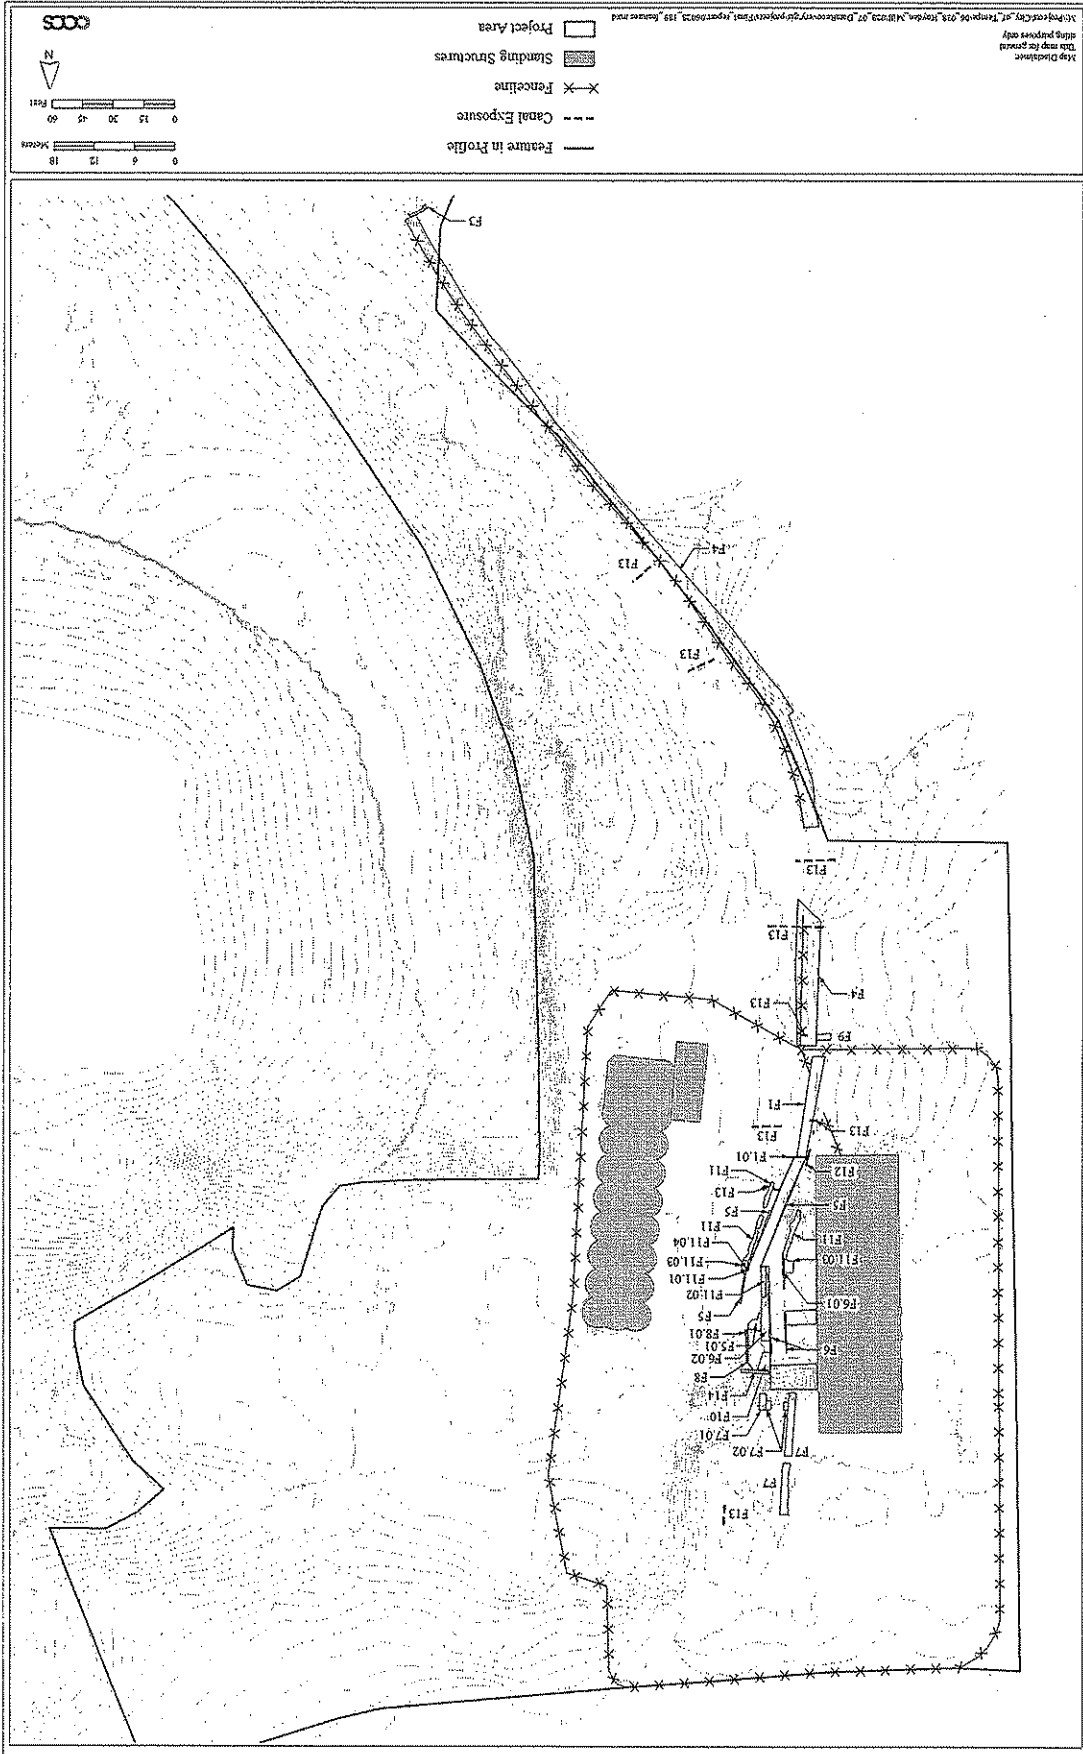 F13
F7
F7
F7.02
F7.01
F10
F14
F8
F6.02
F6
F5.01
F8.01
F5
F6.01
F11.02
F11.01
F11.03
F11.03
F11.04
F11
F11
F5
F5
F13
F11
F12
F1.01
F13
F13
F1
F9
F13
F4
F13
F13
F13
F13
F4
F3
Feature in Profile
Canal Exposure
Fenceline
Standing Structures
Project Area
0 6 12 18 Meters
0 15 30 45 60 Feet
N
CCCS
Map Disclaimer:
This map for general
siting purposes only